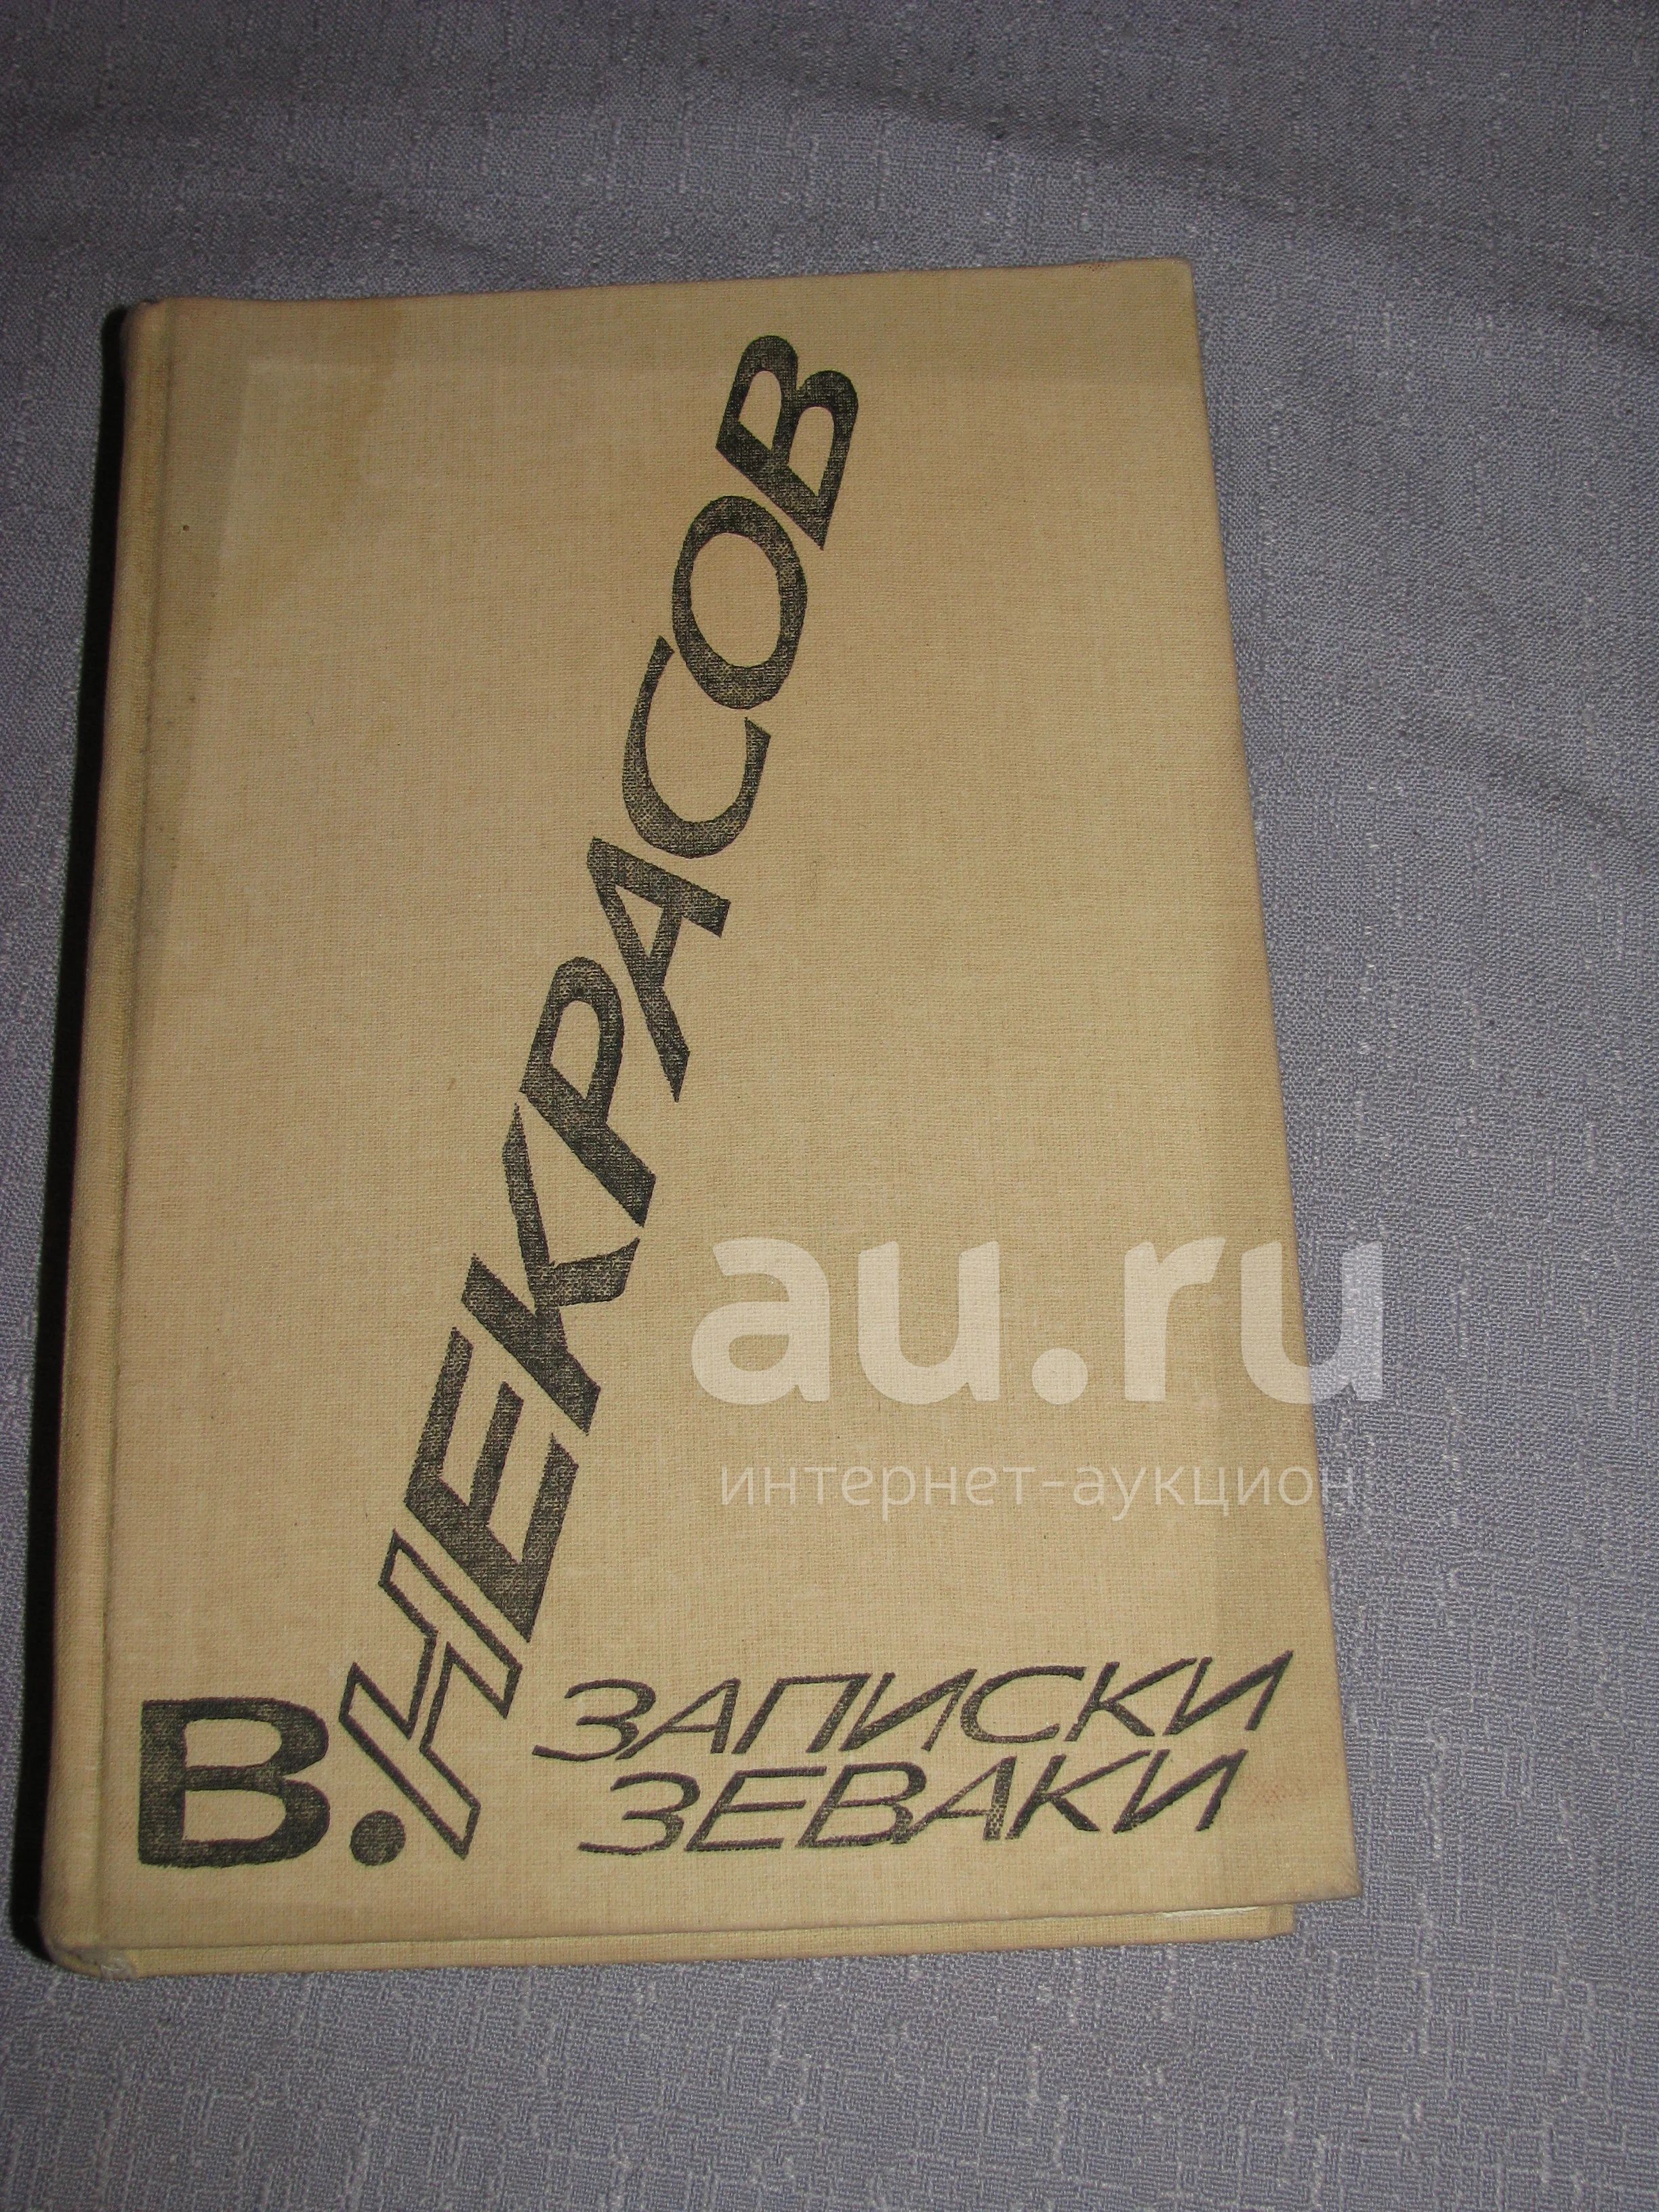 В. НЕКРАСОВ
ЗАПИСКИ
ЗЕВАКИ
au.ru
интернет-аукцион